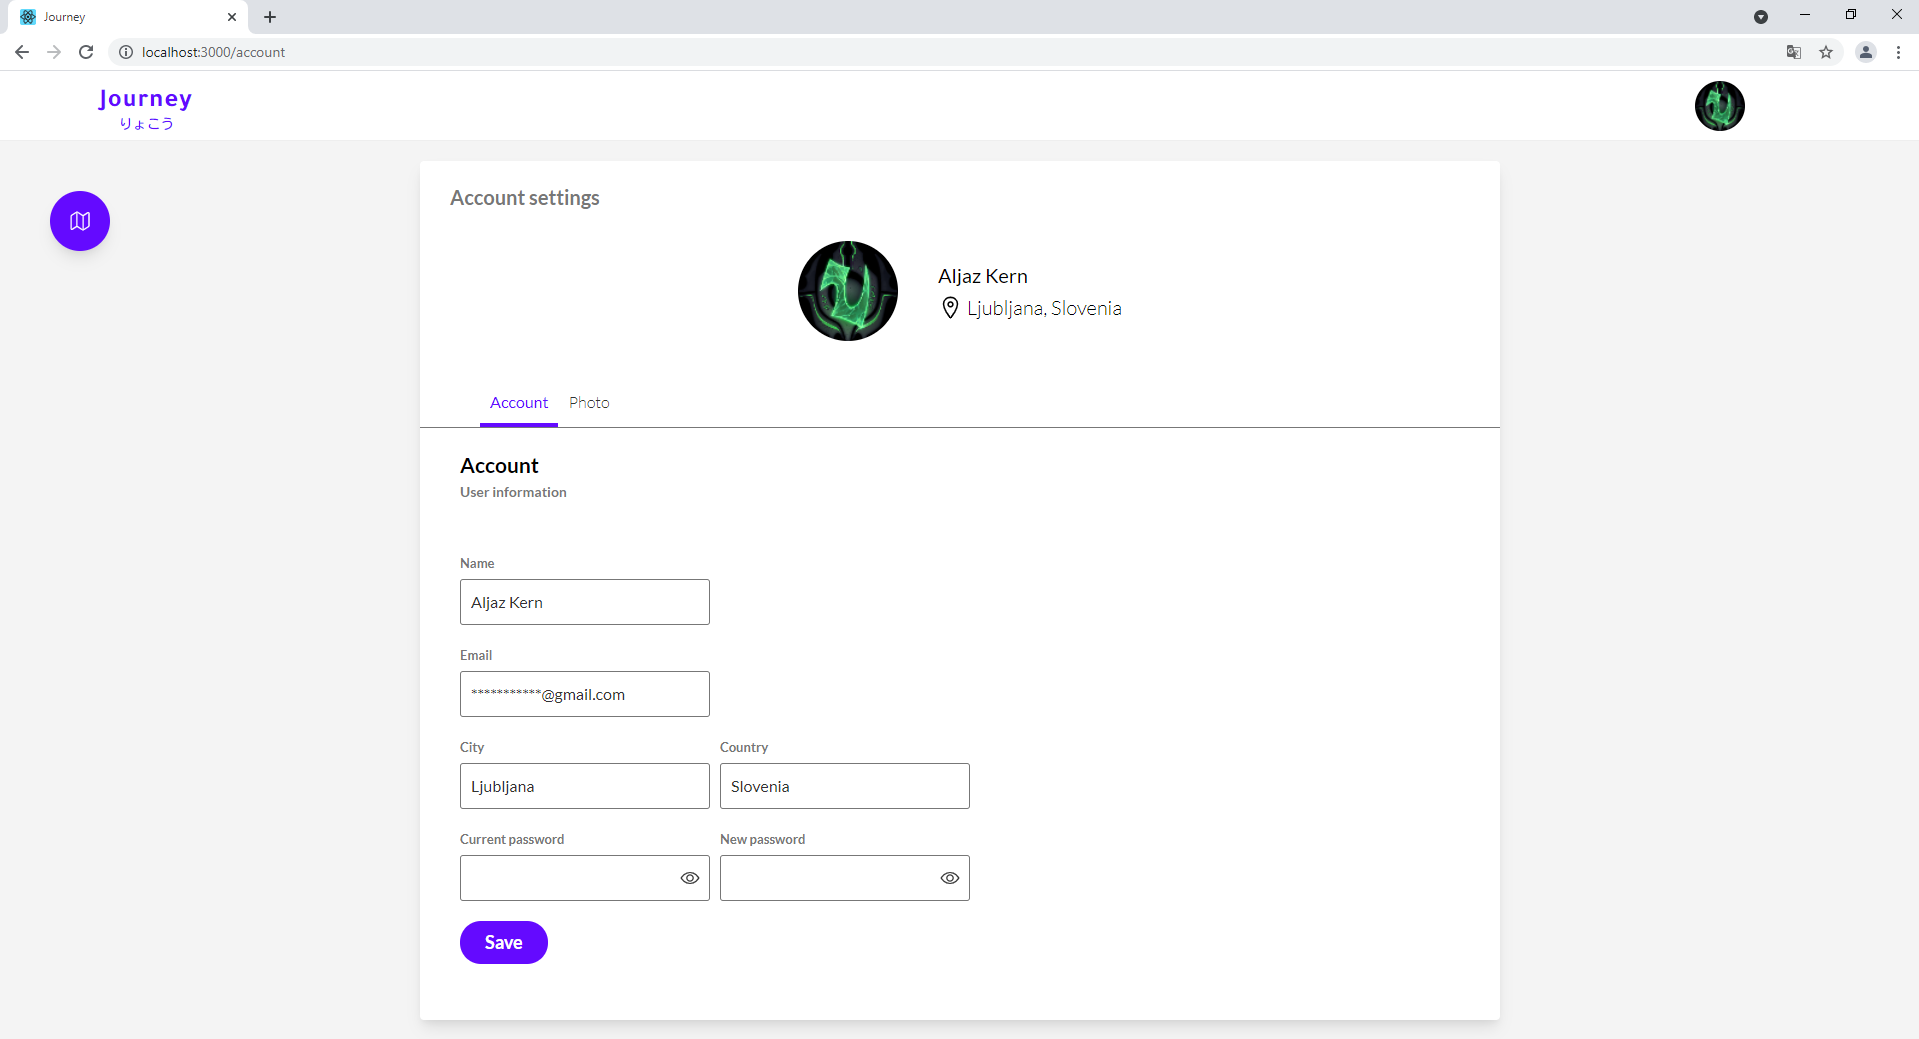 Journey
localhost:3000/account
Journey
りょこう
Account settings
Aljaz Kern
Ljubljana, Slovenia
Account Photo
Account
User information
Name
Aljaz Kern
Email
***********@gmail.com
City Country
Ljubljana Slovenia
Current password New password
Save